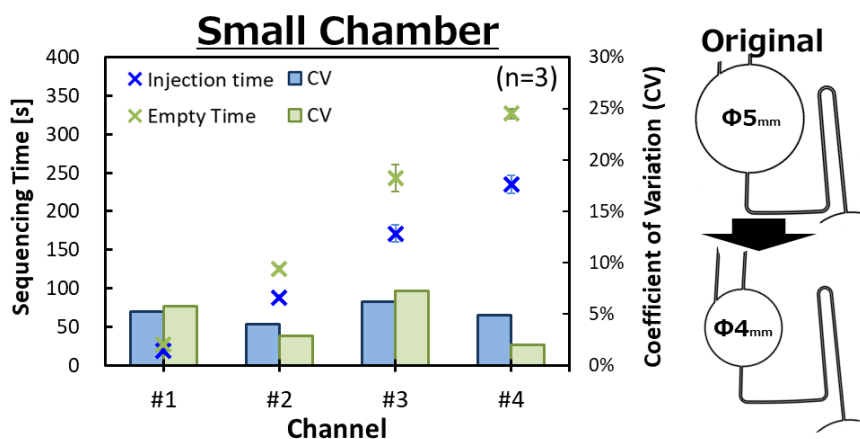 Small Chamber
Original
Sequencing Time [s]
400
350
300
250
200
150
100
50
0
Injection time
CV
Empty Time
CV
(n=3)
30%
25%
20%
15%
10%
5%
0%
Coefficient of Variation (CV)
#1
#2
#3
#4
Channel
Φ5mm
Φ4mm